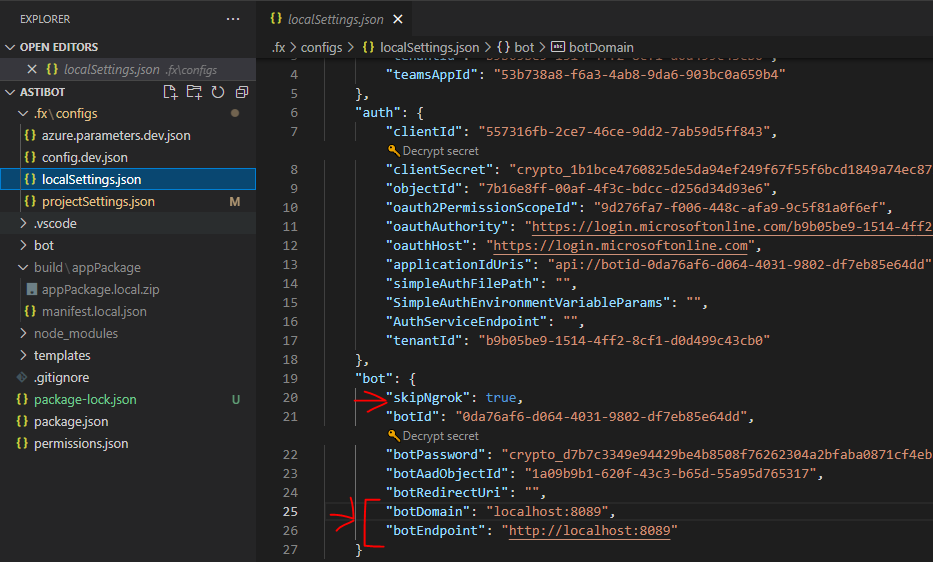 EXPLORER
OPEN EDITORS
localSettings.json .fx\configs
ASTIBOT
.fx\configs
azure.parameters.dev.json
config.dev.json
localSettings.json
projectSettings.json M
.vscode
bot
build\appPackage
appPackage.local.zip
manifest.local.json
node_modules
templates
.gitignore
package-lock.json U
package.json
permissions.json
localSettings.json
.fx > configs > {} localSettings.json > {} bot > abc botDomain
4 "teamsAppId": "53b738a8-f6a3-4ab8-9da6-903bc0a659b4"
5 },
6 "auth": {
7 "clientId": "557316fb-2ce7-46ce-9dd2-7ab59d5ff843",
Decrypt secret
8 "clientSecret": "crypto_1b1bce4760825de5da94ef249f67f55f6bcd1849a74ec87
9 "objectId": "7b16e8ff-00af-4f3c-bdcc-d256d34d93e6",
10 "oauth2PermissionScopeId": "9d276fa7-f006-448c-afa9-9c5f81a0f6ef",
11 "oauthAuthority": "https://login.microsoftonline.com/b9b05be9-1514-4ff2
12 "oauthHost": "https://login.microsoftonline.com",
13 "applicationIdUris": "api://botid-0da76af6-d064-4031-9802-df7eb85e64dd"
14 "simpleAuthFilePath": "",
15 "SimpleAuthEnvironmentVariableParams": "",
16 "AuthServiceEndpoint": "",
17 "tenantId": "b9b05be9-1514-4ff2-8cf1-d0d499c43cb0"
18 },
19 "bot": {
20 "skipNgrok": true,
21 "botId": "0da76af6-d064-4031-9802-df7eb85e64dd",
Decrypt secret
22 "botPassword": "crypto_d7b7c3349e94429be4b8508f76262304a2bfaba0871cf4eb
23 "botAadObjectId": "1a09b9b1-620f-43c3-b65d-55a95d765317",
24 "botRedirectUri": "",
25 "botDomain": "localhost:8089",
26 "botEndpoint": "http://localhost:8089"
27 }